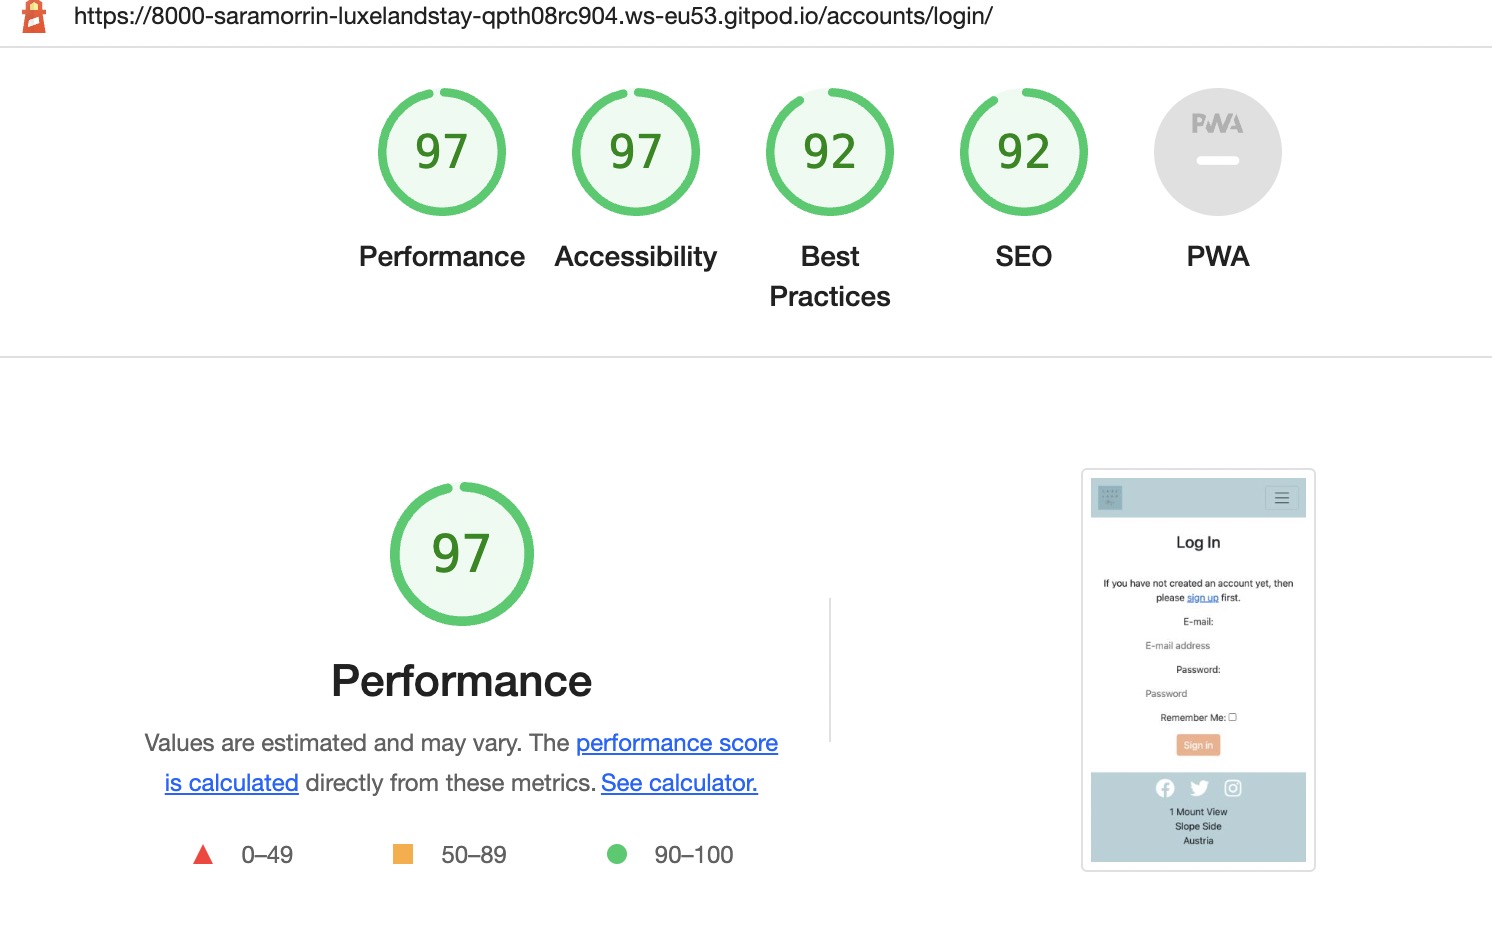 https://8000-saramorrin-luxelandstay-qpth08rc904.ws-eu53.gitpod.io/accounts/login/
97
97
92
92
PWA
Performance
Accessibility
Best
Practices
SEO
PWA
97
Performance
Values are estimated and may vary. The performance score
is calculated directly from these metrics. See calculator.
0–49
50–89
90–100
Log In
If you have not created an account yet, then
please sign up first.
E-mail:
E-mail address
Password:
Password
Remember Me:
Sign in
1 Mount View
Slope Side
Austria